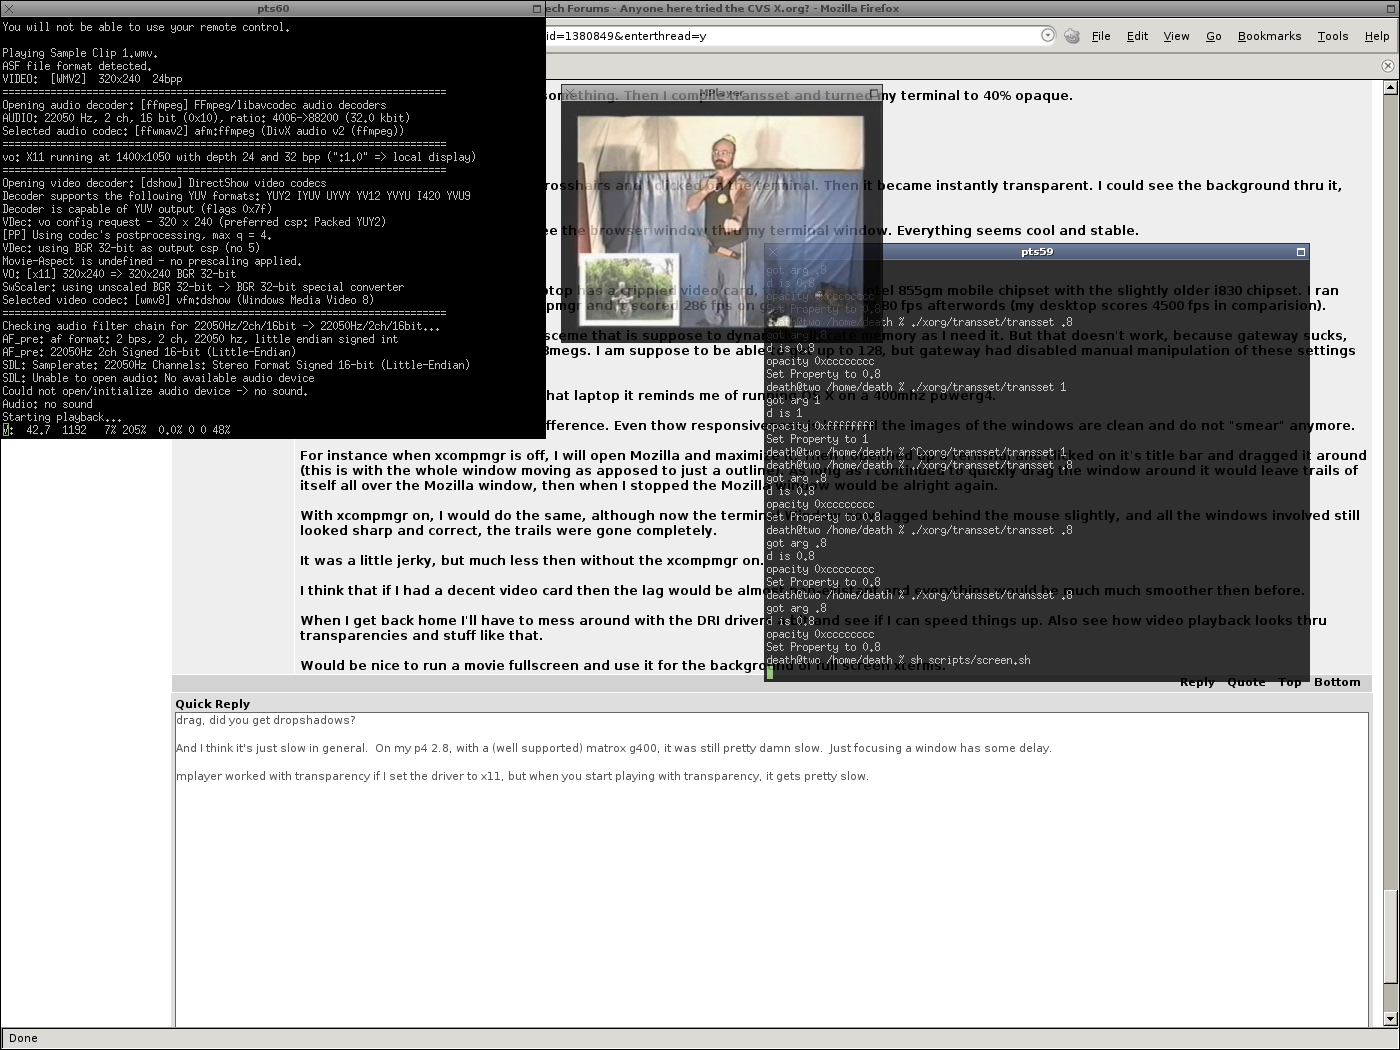 pts60
You will not be able to use your remote control.
Playing Sample Clip 1.wmv.
ASF file format detected.
VIDEO:  [WMV2]  320x240  24bpp
==========================================================================
Opening audio decoder: [ffmpeg] FFmpeg/libavcodec audio decoders
AUDIO: 22050 Hz, 2 ch, 16 bit (0x10), ratio: 4006->88200 (32.0 kbit)
Selected audio codec: [ffwmav2] afm:ffmpeg (DivX audio v2 (ffmpeg))
==========================================================================
vo: X11 running at 1400x1050 with depth 24 and 32 bpp (":1.0" => local display)
==========================================================================
Opening video decoder: [dshow] DirectShow video codecs
Decoder supports the following YUV formats: YUY2 IYUV UYVY YV12 YVYU I420 YVU9
Decoder is capable of YUV output (flags 0x7f)
VDec: vo config request - 320 x 240 (preferred csp: Packed YUY2)
[PP] Using codec's postprocessing, max q = 4.
VDec: using BGR 32-bit as output csp (no 5)
Movie-Aspect is undefined - no prescaling applied.
VO: [x11] 320x240 => 320x240 BGR 32-bit
SwScaler: using unscaled BGR 32-bit -> BGR 32-bit special converter
Selected video codec: [wmv8] vfm:dshow (Windows Media Video 8)
==========================================================================
Checking audio filter chain for 22050Hz/2ch/16bit -> 22050Hz/2ch/16bit...
AF_pre: af format: 2 bps, 2 ch, 22050 hz, little endian signed int
AF_pre: 22050Hz 2ch Signed 16-bit (Little-Endian)
SDL: Samplerate: 22050Hz Channels: Stereo Format Signed 16-bit (Little-Endian)
SDL: Unable to open audio: No available audio device
Could not open/initialize audio device -> no sound.
Audio: no sound
Starting playback...
V:  42.7  1192   7% 205%  0.0% 0 0 48%
ech Forums - Anyone here tried the CVS X.org? - Mozilla Firefox
id=1380849&enterthread=y
File Edit View Go Bookmarks Tools Help
omething. Then I compile transset and turned my terminal to 40% opaque.
MPlayer
rosshairs and I clicked on the terminal. Then it became instantly transparent. I could see the background thru it,
ee the browser window thru my terminal window. Everything seems cool and stable.
ptop has a crippled video card, intel 855gm mobile chipset with the slightly older i830 chipset. I ran
pmgr and it scored 286 fps on 80 fps afterwords (my desktop scores 4500 fps in comparision).
sceme that is suppose to dynamically allocate memory as I need it. But that doesn't work, because gateway sucks,
8megs. I am suppose to be able up to 128, but gateway had disabled manual manipulation of these settings
hat laptop it reminds me of running OS X on a 400mhz powerg4.
fference. Even thow responsive the images of the windows are clean and do not "smear" anymore.
For instance when xcompmgr is off, I will open Mozilla and maximize clicked on it's title bar and dragged it around
(this is with the whole window moving as apposed to just a outline). As long as I continued to quickly drag the window around it would leave trails of
itself all over the Mozilla window, then when I stopped the Mozilla window would be alright again.
With xcompmgr on, I would do the same, although now the terminal window lagged behind the mouse slightly, and all the windows involved still
looked sharp and correct, the trails were gone completely.
It was a little jerky, but much less then without the xcompmgr on.
I think that if I had a decent video card then the lag would be almost non-existant and everything would be much much smoother then before.
When I get back home I'll have to mess around with the DRI drivers and see if I can speed things up. Also see how video playback looks thru
transparencies and stuff like that.
Would be nice to run a movie fullscreen and use it for the background of full screen xterms.
pts59
got arg .8
d is 0.8
opacity 0xcccccccc
Set Property to 0.8
death@two /home/death % ./xorg/transset/transset .8
got arg .8
d is 0.8
opacity 0xcccccccc
Set Property to 0.8
death@two /home/death % ./xorg/transset/transset 1
got arg 1
d is 1
opacity 0xffffffff
Set Property to 1
death@two /home/death % ^Cxorg/transset/transset 1
death@two /home/death % ./xorg/transset/transset .8
got arg .8
d is 0.8
opacity 0xcccccccc
Set Property to 0.8
death@two /home/death % ./xorg/transset/transset .8
got arg .8
d is 0.8
opacity 0xcccccccc
Set Property to 0.8
death@two /home/death % ./xorg/transset/transset .8
got arg .8
d is 0.8
opacity 0xcccccccc
Set Property to 0.8
death@two /home/death % sh scripts/screen.sh
Reply Quote Top Bottom
Quick Reply
drag, did you get dropshadows?
And I think it's just slow in general.  On my p4 2.8, with a (well supported) matrox g400, it was still pretty damn slow.  Just focusing a window has some delay.
mplayer worked with transparency if I set the driver to x11, but when you start playing with transparency, it gets pretty slow.
Done